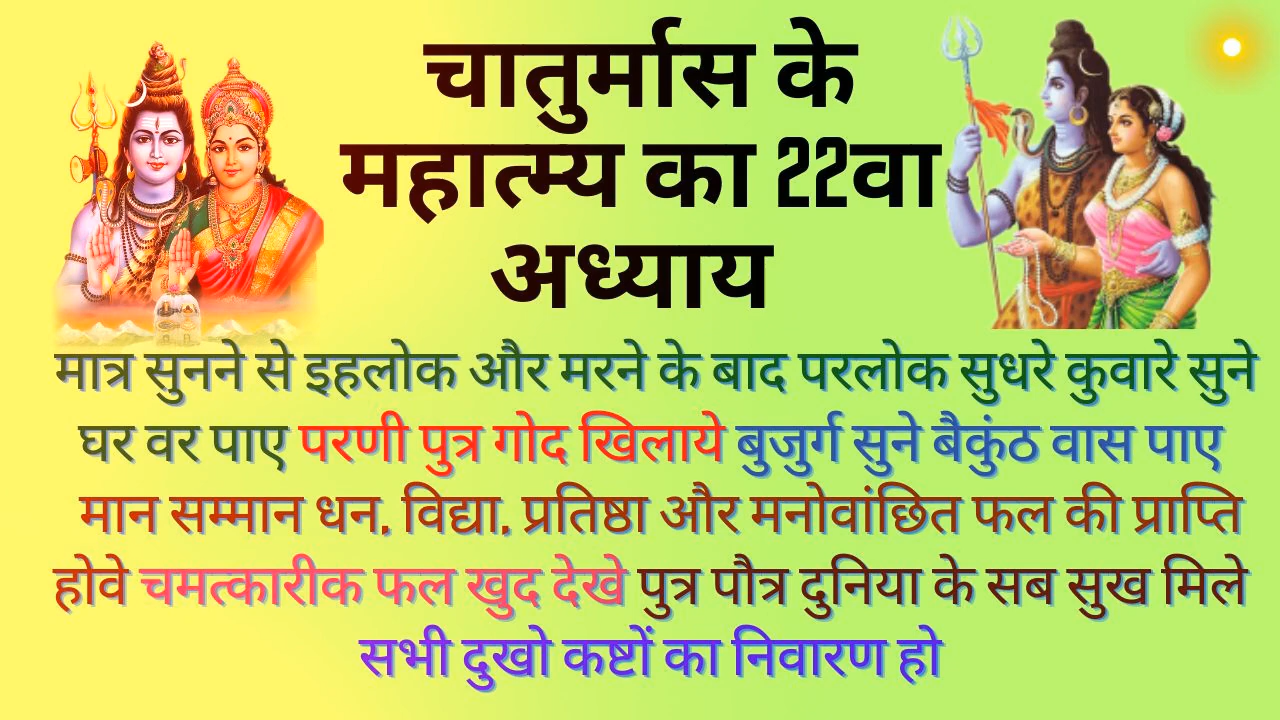 चातुर्मास के
महात्म्य का 22वा
अध्याय
मात्र सुनने से इहलोक और मरने के बाद परलोक सुधरे कुवारे सुने
घर वर पाए परणी पुत्र गोद खिलाये बुजुर्ग सुने बैकुंठ वास पाए
मान सम्मान धन, विद्या, प्रतिष्ठा और मनोवांछित फल की प्राप्ति
होवे चमत्कारीक फल खुद देखे पुत्र पौत्र दुनिया के सब सुख मिले
सभी दुखो कष्टों का निवारण हो